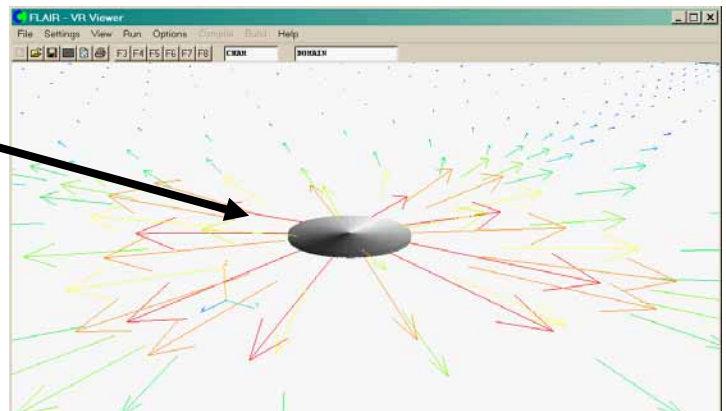 FLAIR - VR Viewer
File Settings View Run Options Compile Build Help
F3 F4 F5 F6 F7 F8 CHAM DOMAIN